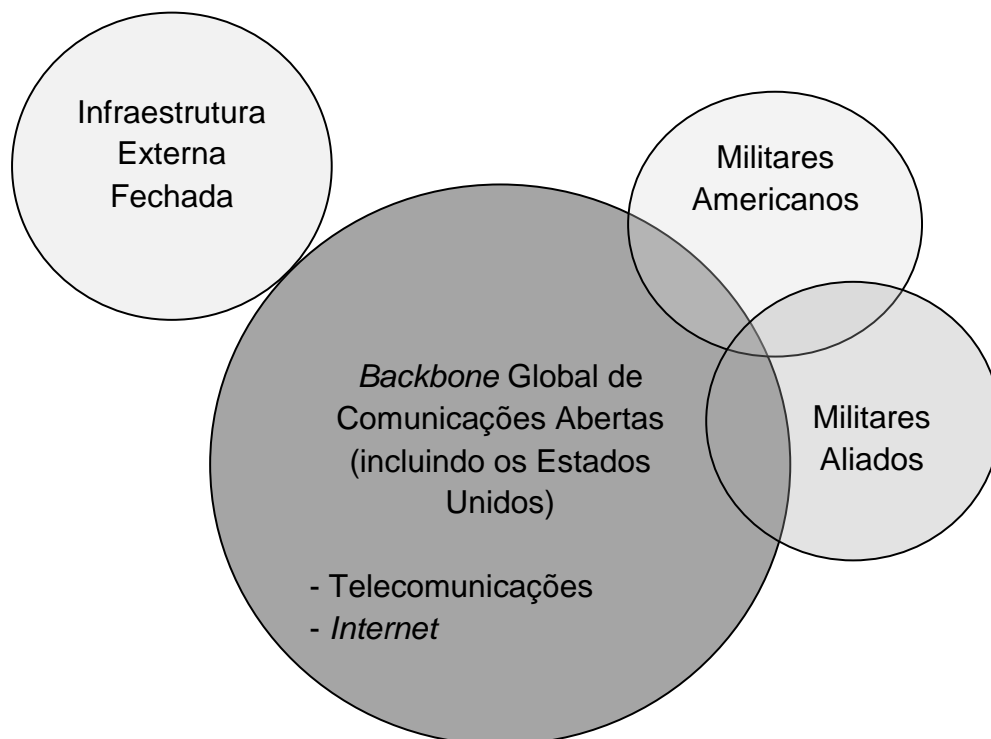 Infraestrutura
Externa
Fechada
Militares
Americanos
Backbone Global de
Comunicações Abertas
(incluindo os Estados
Unidos)
- Telecomunicações
- Internet
Militares
Aliados